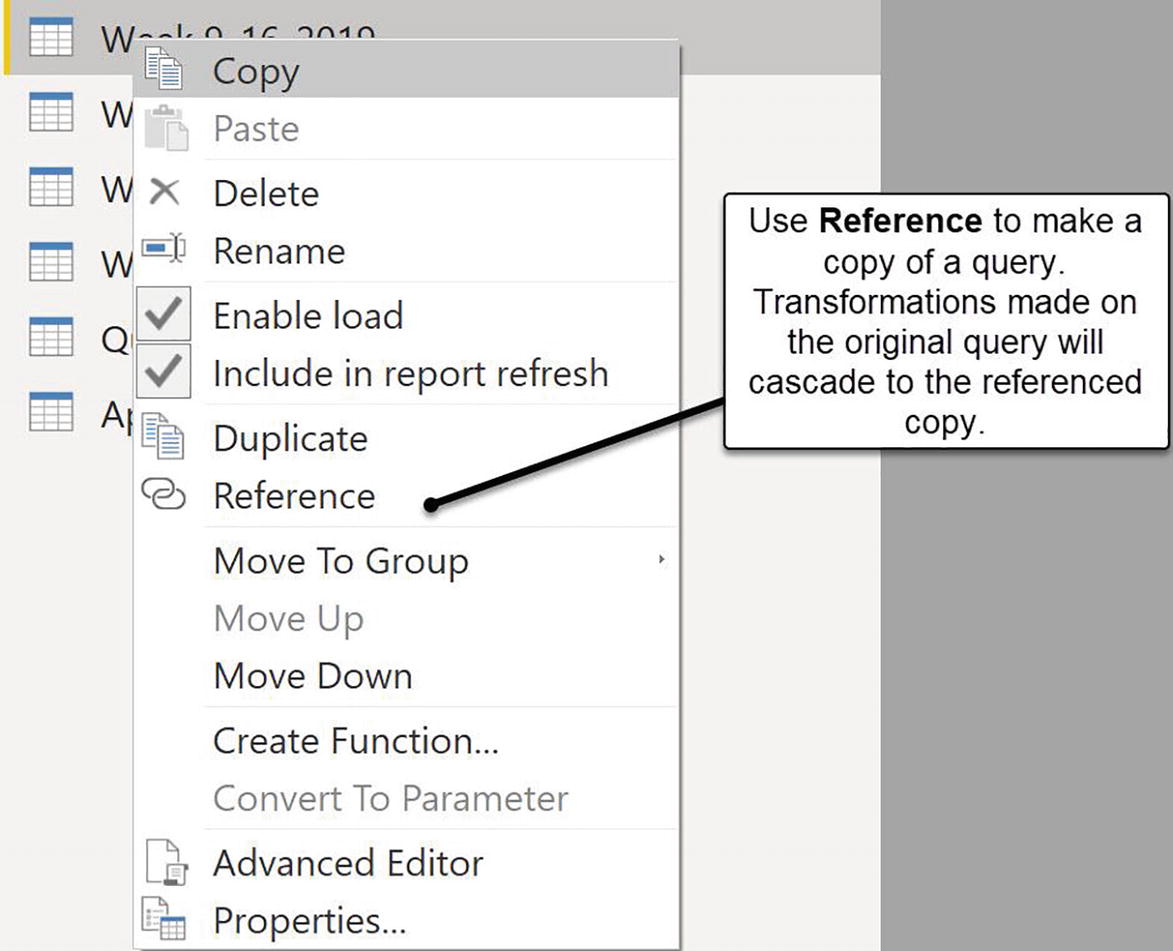 Week 9-16-2019
Copy
W
Paste
W
Delete
W
Rename
Enable load
Include in report refresh
Duplicate
Reference
Move To Group
Move Up
Move Down
Create Function...
Convert To Parameter
Advanced Editor
Properties...
Use Reference to make a
copy of a query.
Transformations made on
the original query will
cascade to the referenced
copy.